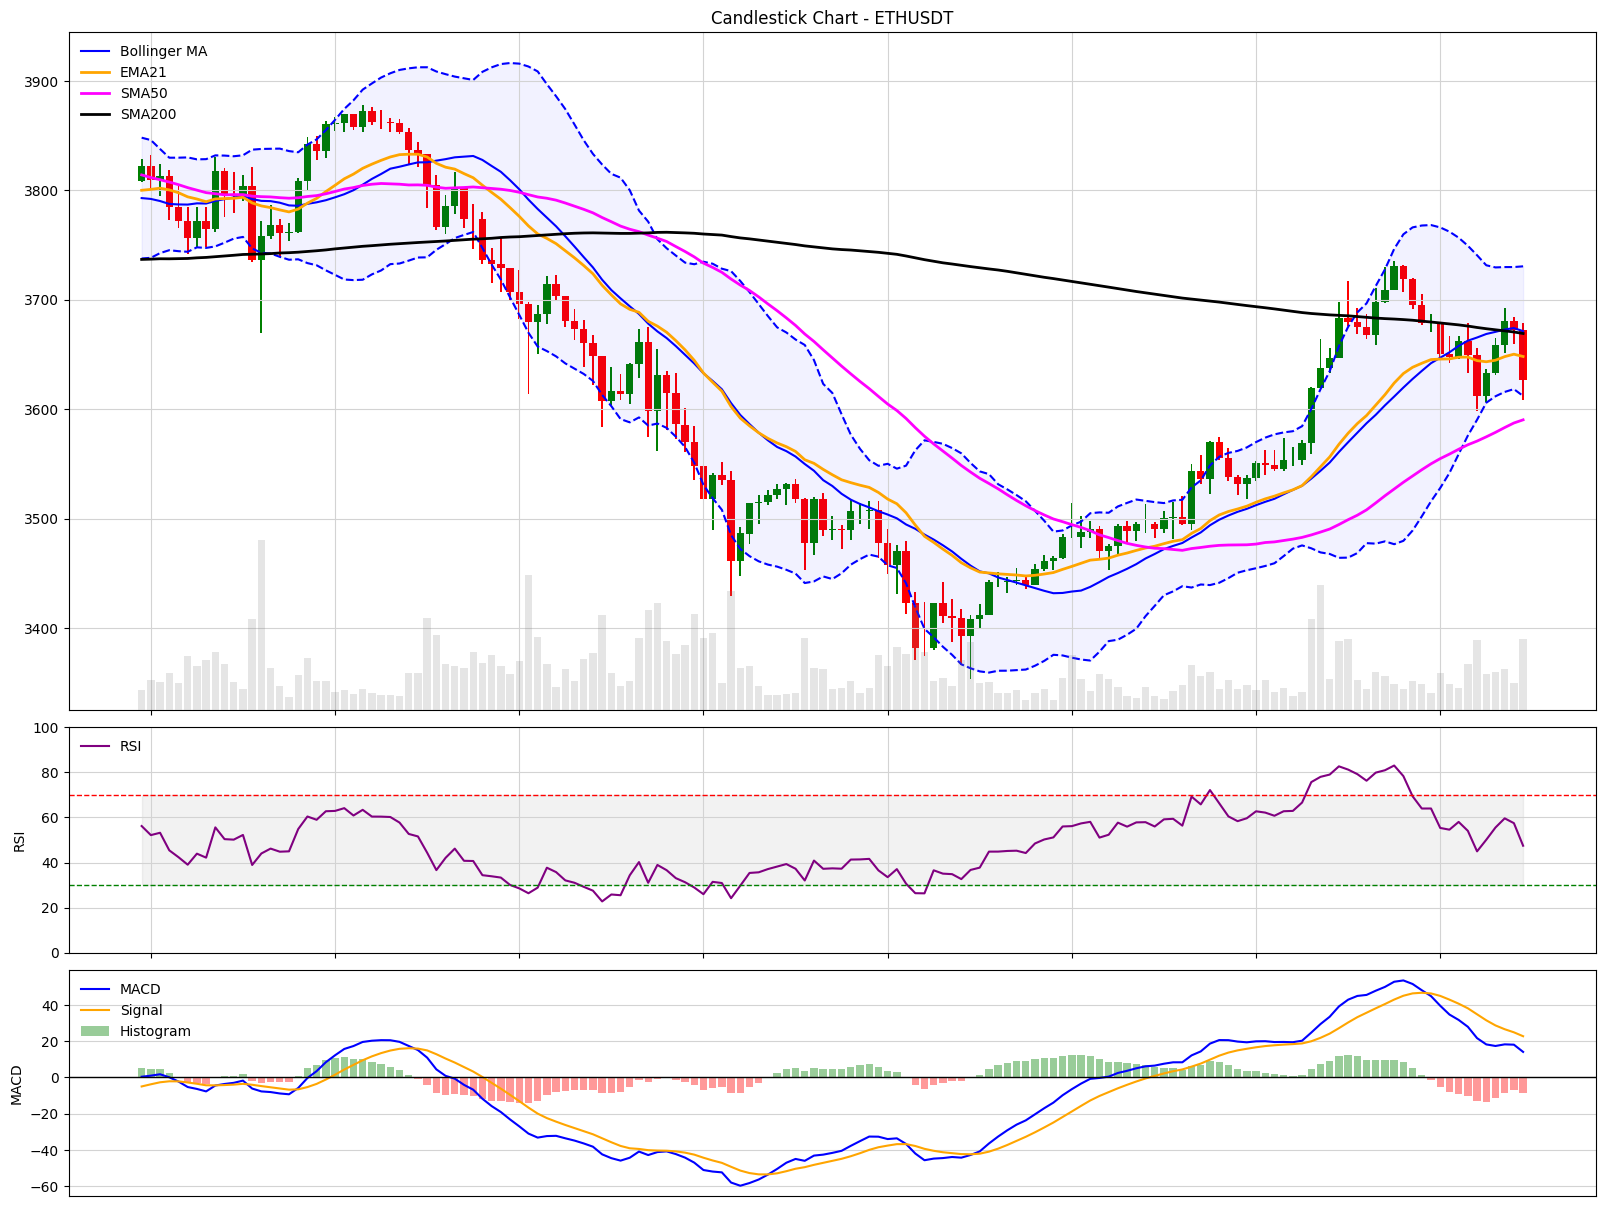 Candlestick Chart - ETHUSDT
Bollinger MA
EMA21
SMA50
SMA200
3900
3800
3700
3600
3500
3400
RSI
100
80
60
40
20
0
RSI
MACD
Signal
Histogram
40
20
0
−20
−40
−60
MACD